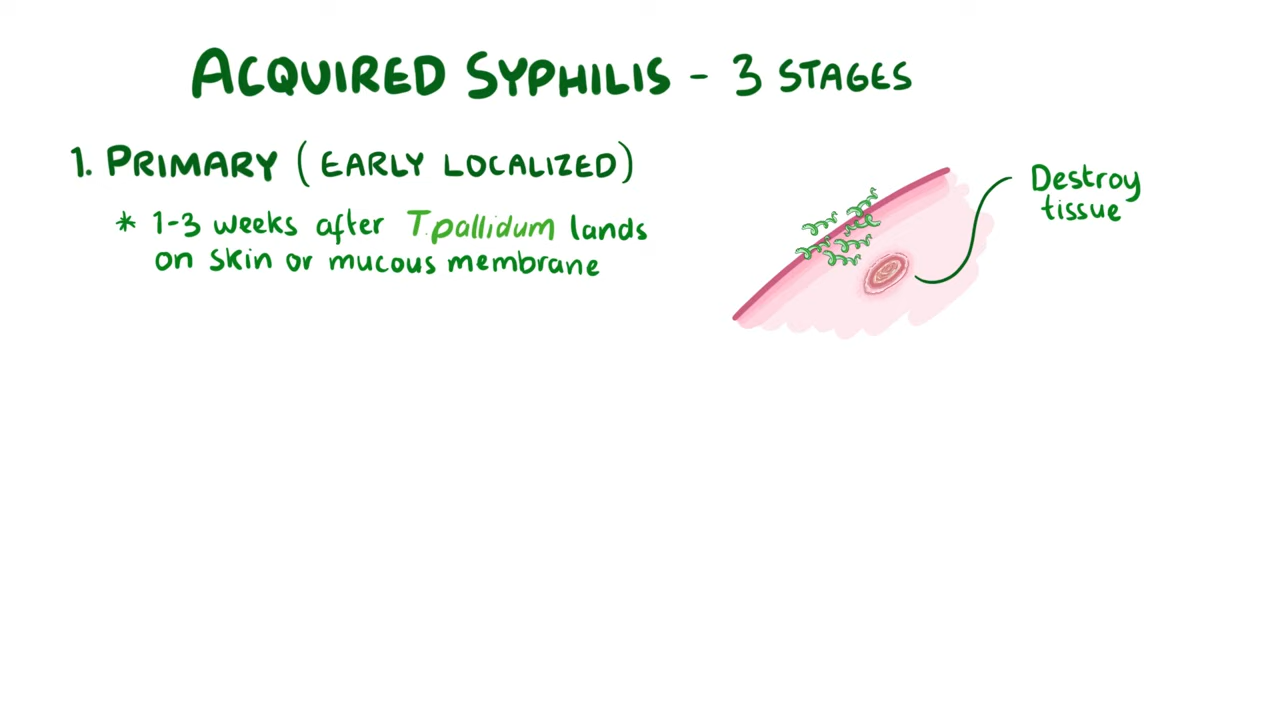 ACQUIRED SYPHILIS - 3 STAGES
1. PRIMARY (EARLY LOCALIZED)
* 1-3 weeks after T. pallidum lands
on skin or mucous membrane
Destroy
tissue